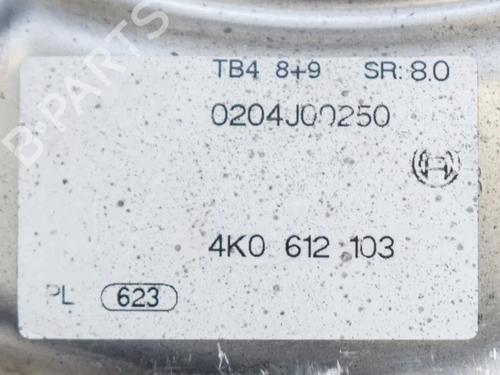 TB4 8+9 SR: 8.0
0204J00250
4K0 612 103
PL 623
B-PARTS